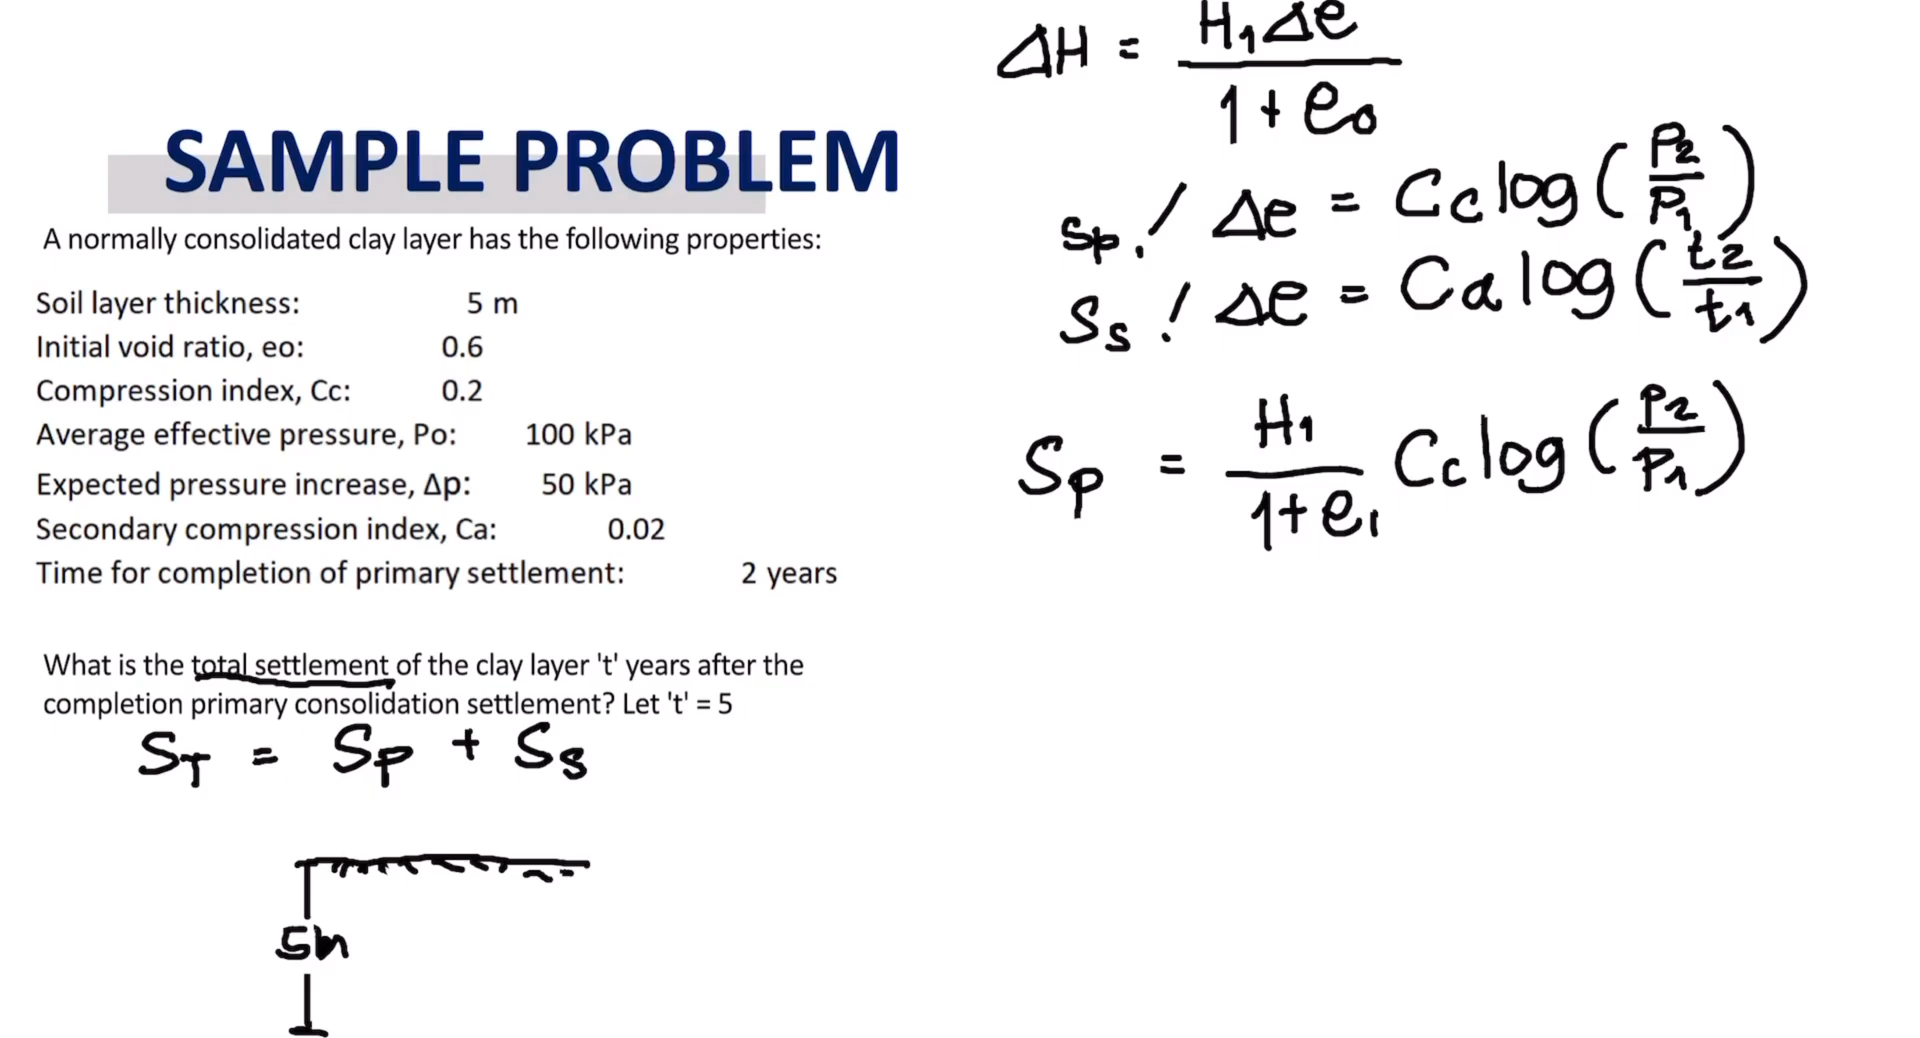 SAMPLE PROBLEM
A normally consolidated clay layer has the following properties:
Soil layer thickness: 5 m
Initial void ratio, eo: 0.6
Compression index, Cc: 0.2
Average effective pressure, Po: 100 kPa
Expected pressure increase, Δp: 50 kPa
Secondary compression index, Ca: 0.02
Time for completion of primary settlement: 2 years
What is the total settlement of the clay layer 't' years after the
completion primary consolidation settlement? Let 't' = 5
S_T = S_P + S_S
5m
ΔH = H₁Δe / 1 + e₀
Sp! Δe = Cc log (P₂ / P₁)
Ss! Δe = Ca log (t₂ / t₁)
Sp = H₁ / 1+e₁ Cc log (P₂ / P₁)